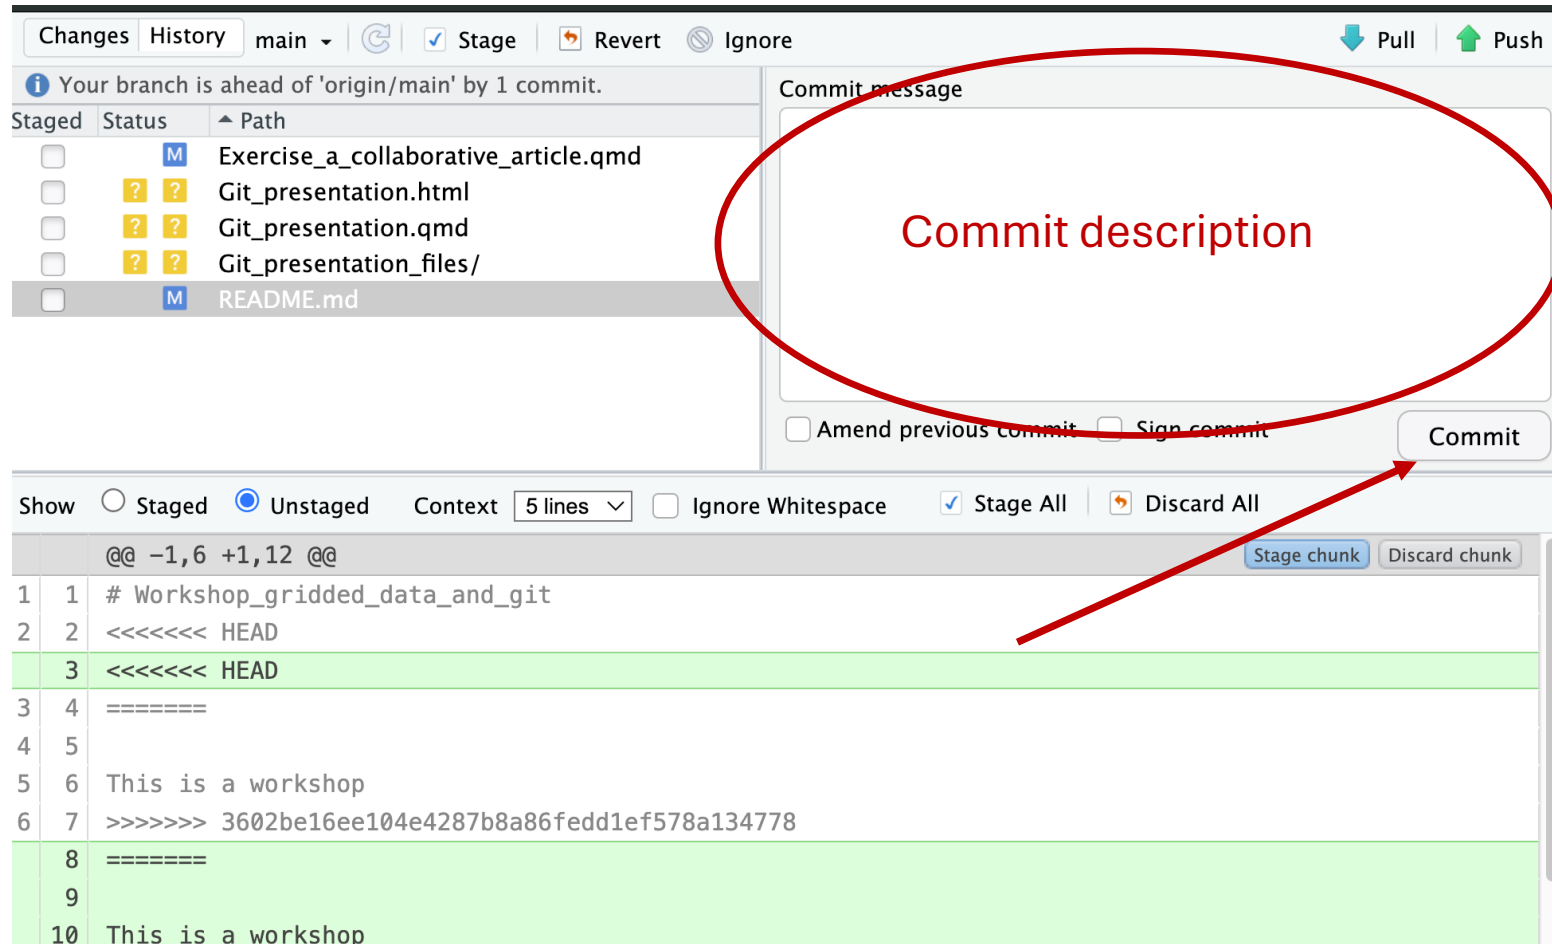 Changes History main Stage Revert Ignore Pull Push
Your branch is ahead of 'origin/main' by 1 commit.
Staged Status Path
M Exercise_a_collaborative_article.qmd
? ? Git_presentation.html
? ? Git_presentation.qmd
? ? Git_presentation_files/
M README.md
Commit message
Commit description
Amend previous commit Sign commit Commit
Show Staged Unstaged Context 5 lines Ignore Whitespace Stage All Discard All
@@ -1,6 +1,12 @@ Stage chunk Discard chunk
1 1 # Workshop_gridded_data_and_git
2 2 <<<<<<< HEAD
3 <<<<<<< HEAD
3 4 =======
4 5
5 6 This is a workshop
6 7 >>>>>>> 3602be16ee104e4287b8a86fedd1ef578a134778
8 =======
9
10 This is a workshop